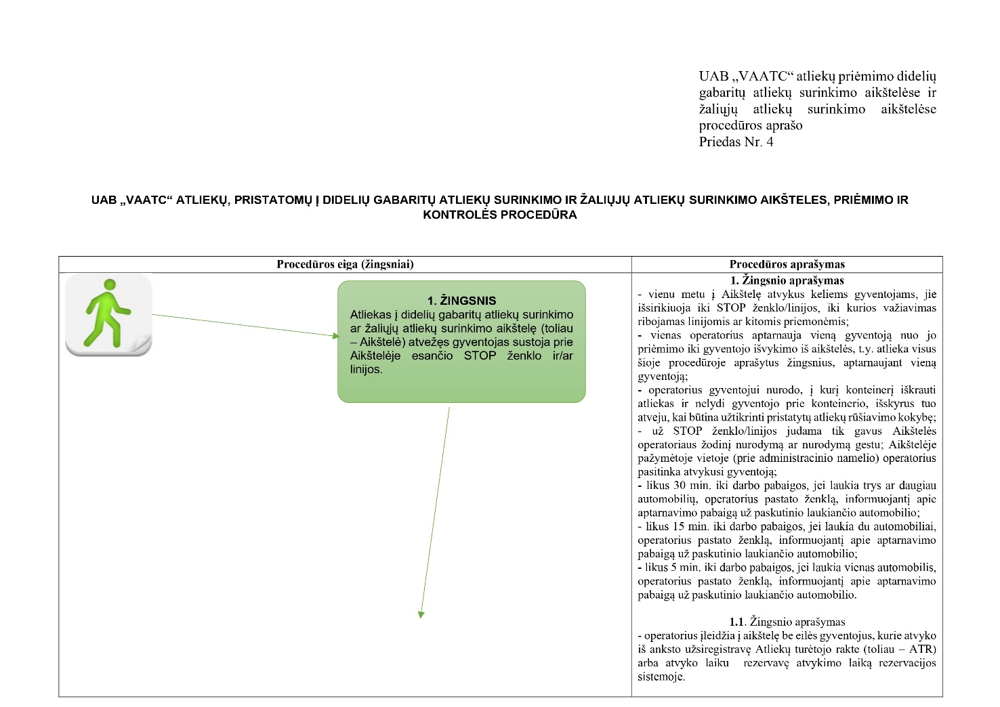 UAB „VAATC“ atliekų priėmimo didelių
gabaritų atliekų surinkimo aikštelėse ir
žaliųjų atliekų surinkimo aikštelėse
procedūros aprašo
Priedas Nr. 4
UAB „VAATC“ ATLIEKŲ, PRISTATOMŲ Į DIDELIŲ GABARITŲ ATLIEKŲ SURINKIMO IR ŽALIŲJŲ ATLIEKŲ SURINKIMO AIKŠTELES, PRIĖMIMO IR
KONTROLĖS PROCEDŪRA
Procedūros eiga (žingsniai)
Procedūros aprašymas
1. ŽINGSNIS
Atliekas į didelių gabaritų atliekų surinkimo
ar žaliųjų atliekų surinkimo aikštelę (toliau
– Aikštelė) atvežęs gyventojas sustoja prie
Aikštelėje esančio STOP ženklo ir/ar
linijos.
1. Žingsnio aprašymas
- vienu metu į Aikštelę atvykus keliems gyventojams, jie
išsirikiuoja iki STOP ženklo/linijos, iki kurios važiavimas
ribojamas linijomis ar kitomis priemonėmis;
- vienas operatorius aptarnauja vieną gyventoją nuo jo
priėmimo iki gyventojo išvykimo iš aikštelės, t.y. atlieka visus
šioje procedūroje aprašytus žingsnius, aptarnaujant vieną
gyventoją;
- operatorius gyventojui nurodo, į kurį konteinerį iškrauti
atliekas ir nelydi gyventojo prie konteinerio, išskyrus tuo
atveju, kai būtina užtikrinti pristatytų atliekų rūšiavimo kokybę;
- už STOP ženklo/linijos judama tik gavus Aikštelės
operatoriaus žodinį nurodymą ar nurodymą gestu; Aikštelėje
pažymėtoje vietoje (prie administracinio namelio) operatorius
pasitinka atvykusi gyventoją;
- likus 30 min. iki darbo pabaigos, jei laukia trys ar daugiau
automobilių, operatorius pastato ženklą, informuojantį apie
aptarnavimo pabaigą už paskutinio laukiančio automobilio;
- likus 15 min. iki darbo pabaigos, jei laukia du automobiliai,
operatorius pastato ženklą, informuojantį apie aptarnavimo
pabaigą už paskutinio laukiančio automobilio;
- likus 5 min. iki darbo pabaigos, jei laukia vienas automobilis,
operatorius pastato ženklą, informuojantį apie aptarnavimo
pabaigą už paskutinio laukiančio automobilio.
1.1. Žingsnio aprašymas
- operatorius įleidžia į aikštelę be eilės gyventojus, kurie atvyko
iš anksto užsiregistravę Atliekų turėtojo rakte (toliau – ATR)
arba atvyko laiku rezervavę atvykimo laiką rezervacijos
sistemoje.